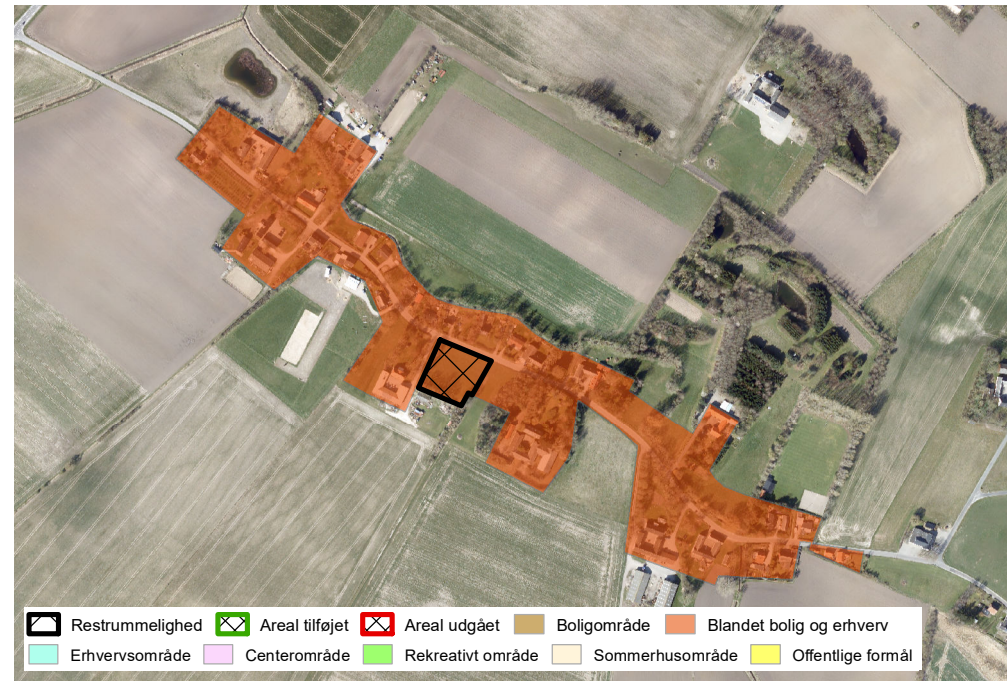 Restrummelighed Areal tilføjet Areal udgået Boligområde Blandet bolig og erhverv
Erhvervsområde Centerområde Rekreativt område Sommerhusområde Offentlige formål